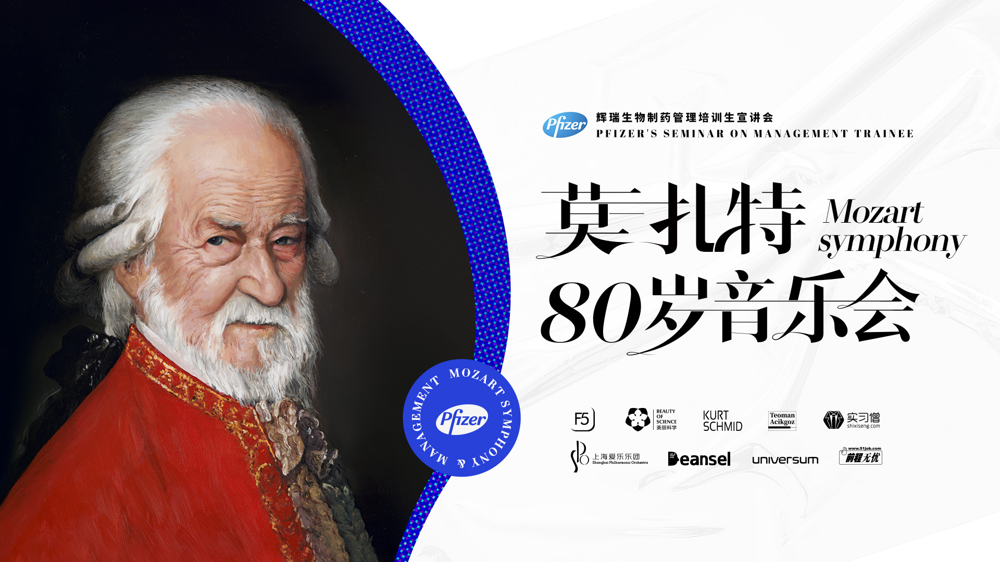 Pfizer
辉瑞生物制药管理培训生宣讲会
PFIZER'S SEMINAR ON MANAGEMENT TRAINEE
莫扎特
Mozart
symphony
80岁音乐会
MOZART SYMPHONY & MANAGEMENT
Pfizer
F5
BEAUTY
OF
SCIENCE
美丽科学
KURT
SCHMID
Teoman
Acikgoz
实习僧
shixiseng.com
上海爱乐乐团
Shanghai Philharmonic Orchestra
Beansel
universum
www.51job.com
前程无忧